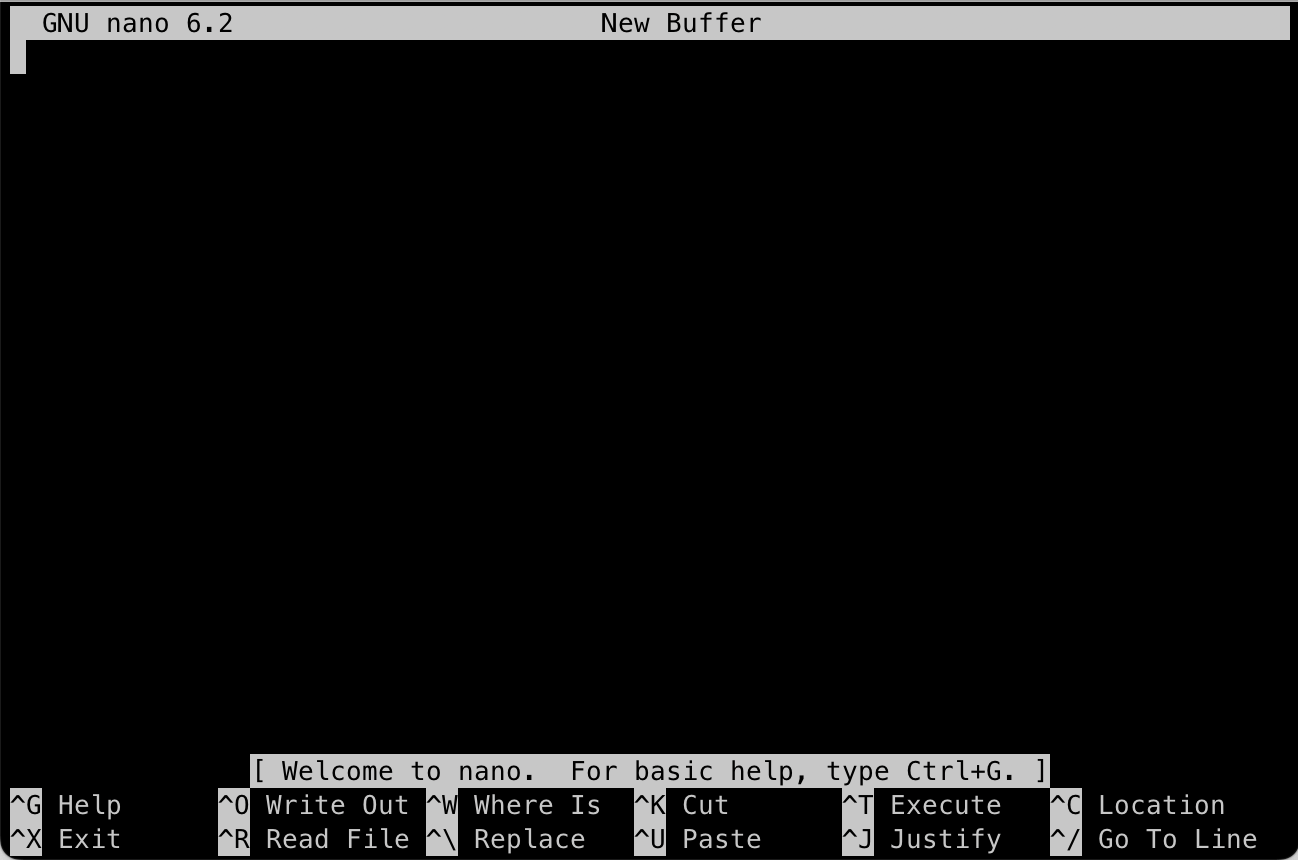 GNU nano 6.2 New Buffer
[ Welcome to nano.  For basic help, type Ctrl+G. ]
^G Help ^O Write Out ^W Where Is ^K Cut ^T Execute ^C Location
^X Exit ^R Read File ^\ Replace ^U Paste ^J Justify ^/ Go To Line